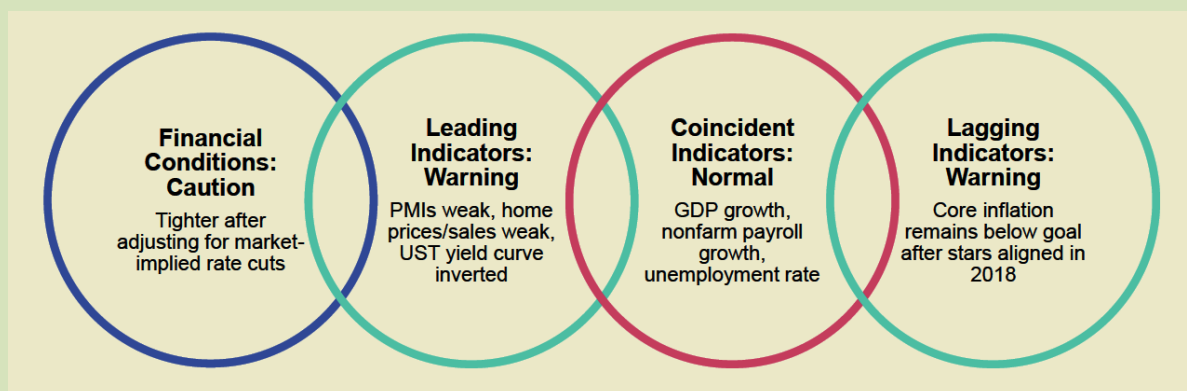 Financial
Conditions:
Caution
Tighter after
adjusting for market-
implied rate cuts
Leading
Indicators:
Warning
PMIs weak, home
prices/sales weak,
UST yield curve
inverted
Coincident
Indicators:
Normal
GDP growth,
nonfarm payroll
growth,
unemployment rate
Lagging
Indicators:
Warning
Core inflation
remains below goal
after stars aligned in
2018